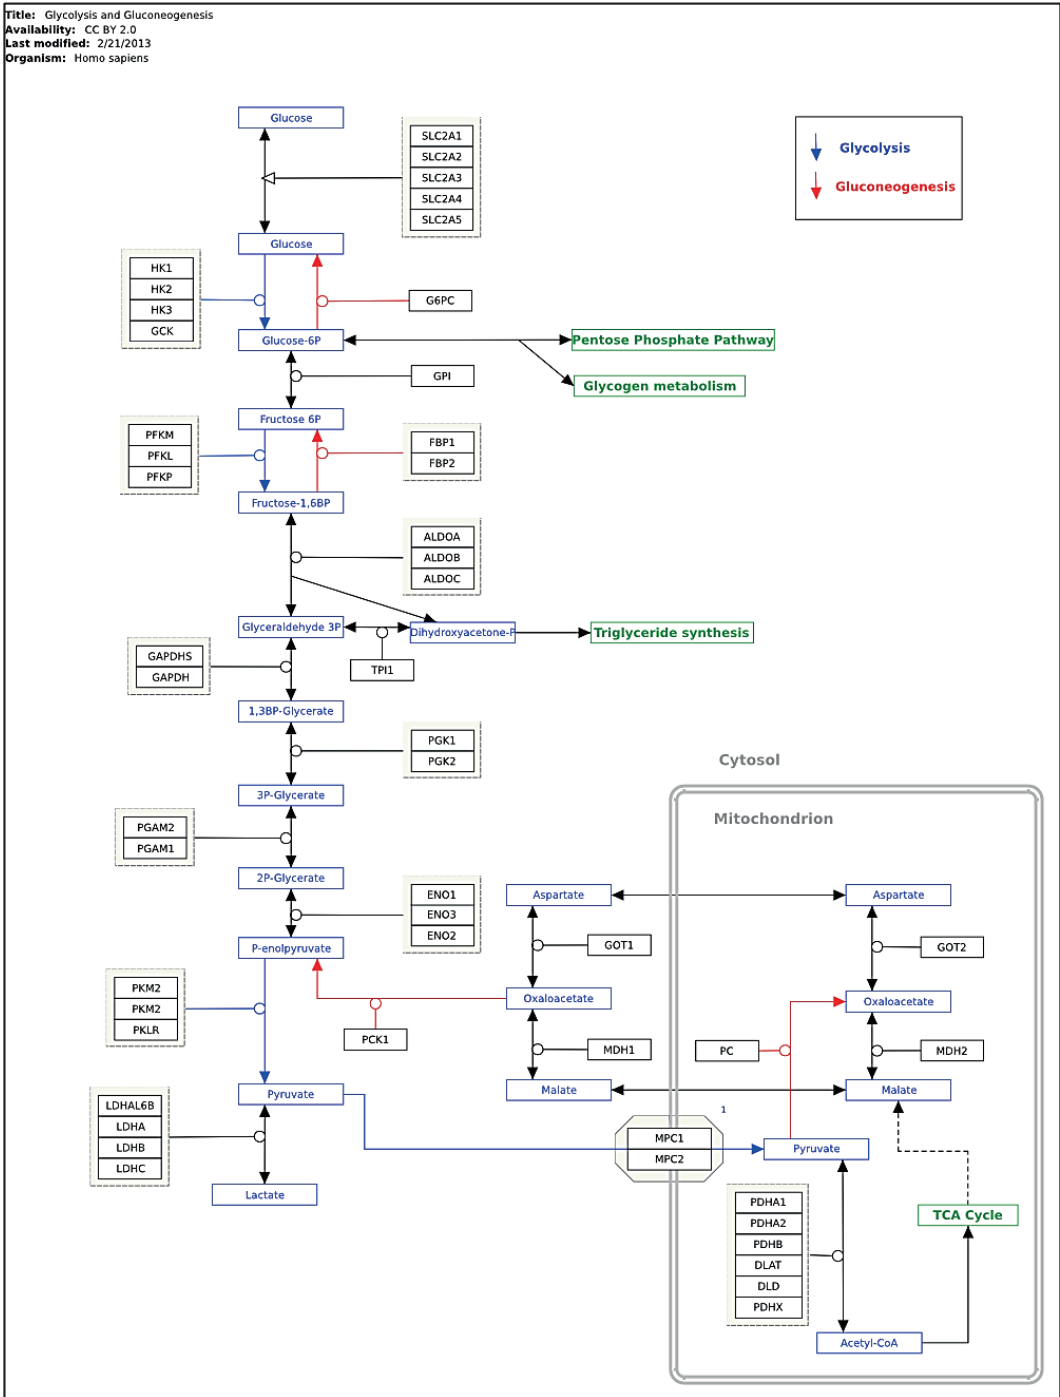 Title: Glycolysis and Gluconeogenesis
Availability: CC BY 2.0
Last modified: 2/21/2013
Organism: Homo sapiens
Glucose
SLC2A1
SLC2A2
SLC2A3
SLC2A4
SLC2A5
Glycolysis
Gluconeogenesis
Glucose
HK1
HK2
HK3
GCK
G6PC
Glucose-6P
Pentose Phosphate Pathway
GPI
Glycogen metabolism
Fructose 6P
PFKM
PFKL
PFKP
FBP1
FBP2
Fructose-1,6BP
ALDOA
ALDOB
ALDOC
Glyceraldehyde 3P
Dihydroxyacetone-P
Triglyceride synthesis
GAPDHS
GAPDH
TPI1
1,3BP-Glycerate
PGK1
PGK2
Cytosol
3P-Glycerate
Mitochondrion
PGAM2
PGAM1
2P-Glycerate
ENO1
ENO3
ENO2
Aspartate
Aspartate
P-enolpyruvate
GOT1
GOT2
PKM2
PKM2
PKLR
Oxaloacetate
Oxaloacetate
PCK1
MDH1
PC
MDH2
Pyruvate
Malate
Malate
LDHAL6B
LDHA
LDHB
LDHC
1
MPC1
MPC2
Pyruvate
Lactate
PDHA1
PDHA2
PDHB
DLAT
DLD
PDHX
TCA Cycle
Acetyl-CoA